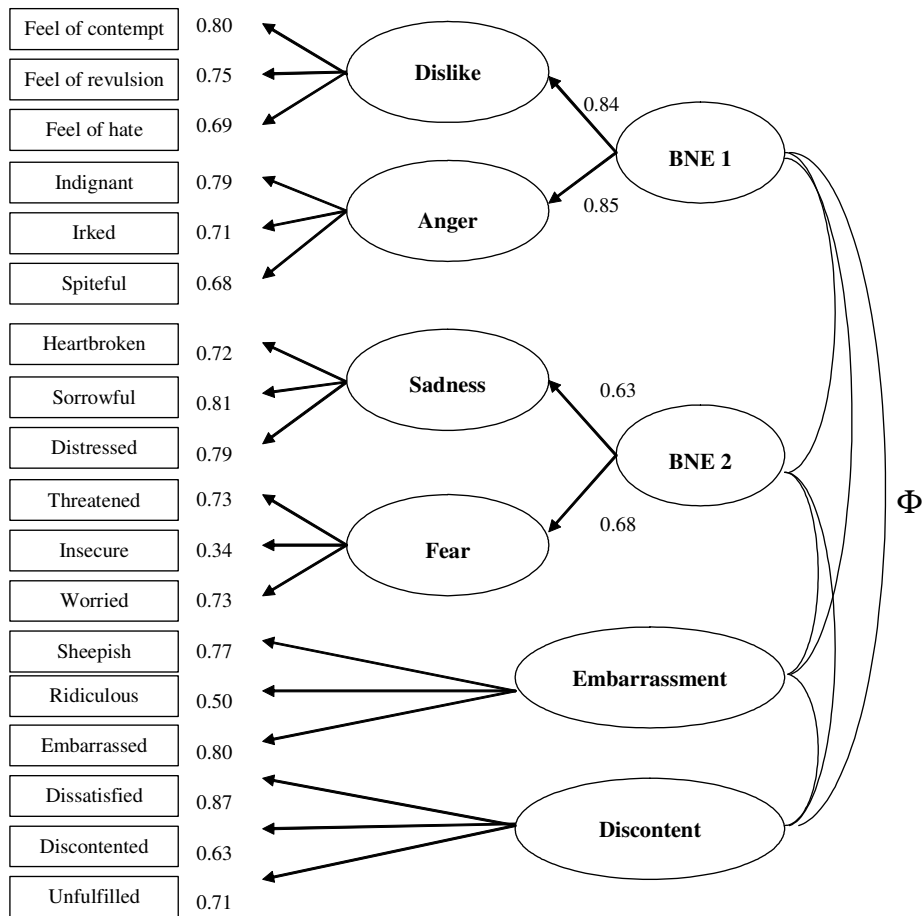 Feel of contempt 0.80
Feel of revulsion 0.75
Feel of hate 0.69
Indignant 0.79
Irked 0.71
Spiteful 0.68
Heartbroken 0.72
Sorrowful 0.81
Distressed 0.79
Threatened 0.73
Insecure 0.34
Worried 0.73
Sheepish 0.77
Ridiculous 0.50
Embarrassed 0.80
Dissatisfied 0.87
Discontented 0.63
Unfulfilled 0.71
Dislike
Anger
Sadness
Fear
Embarrassment
Discontent
0.84
0.85
0.63
0.68
BNE 1
BNE 2
Φ